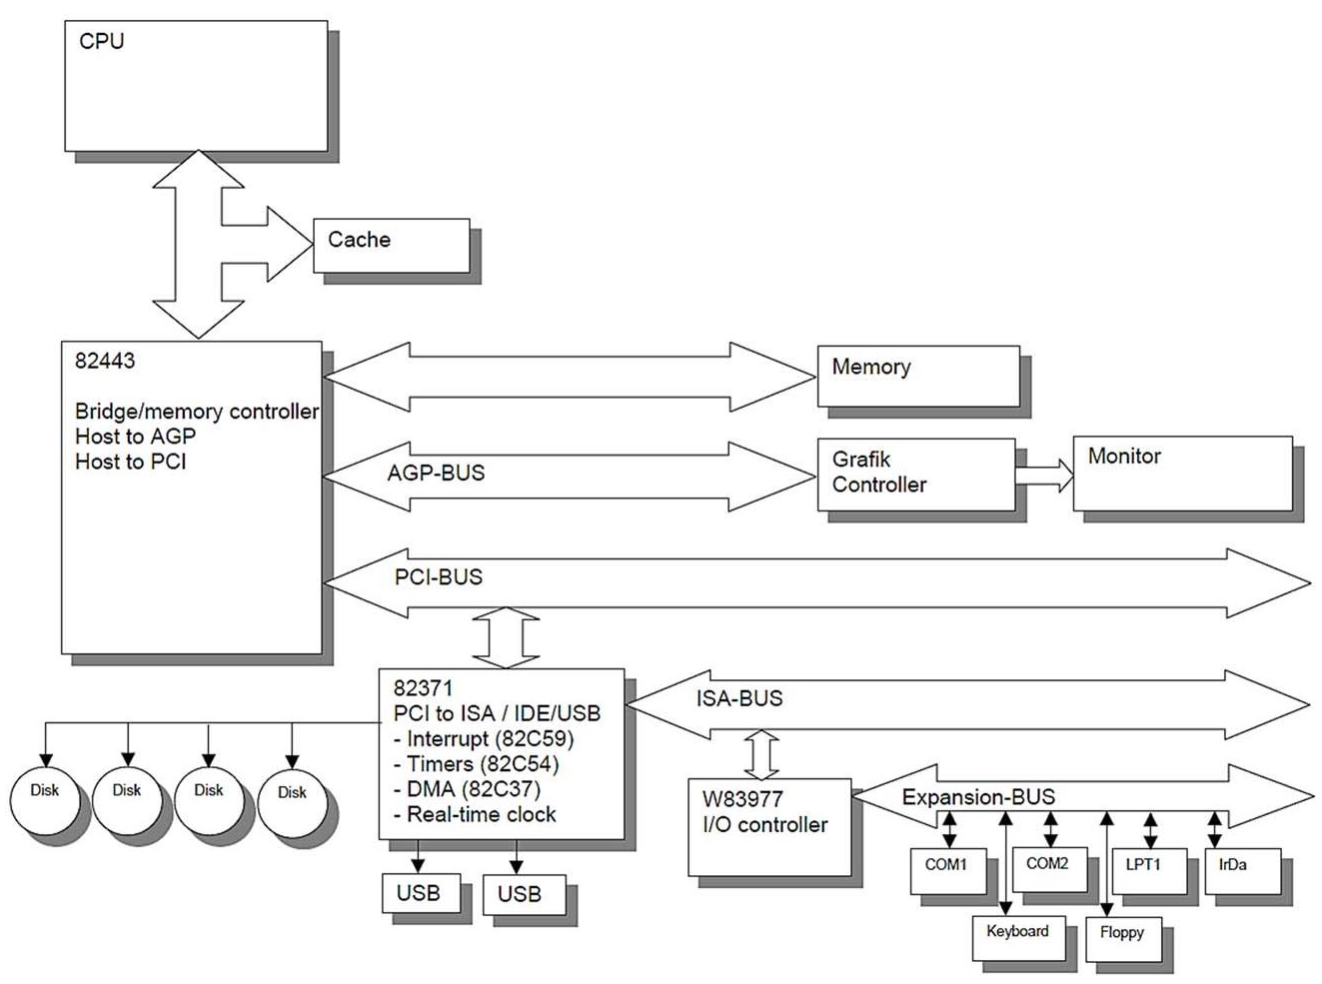 CPU
Cache
82443
Bridge/memory controller
Host to AGP
Host to PCI
Memory
AGP-BUS
Grafik
Controller
Monitor
PCI-BUS
82371
PCI to ISA / IDE/USB
- Interrupt (82C59)
- Timers (82C54)
- DMA (82C37)
- Real-time clock
ISA-BUS
Disk
Disk
Disk
Disk
W83977
I/O controller
Expansion-BUS
USB
USB
COM1
COM2
LPT1
IrDa
Keyboard
Floppy